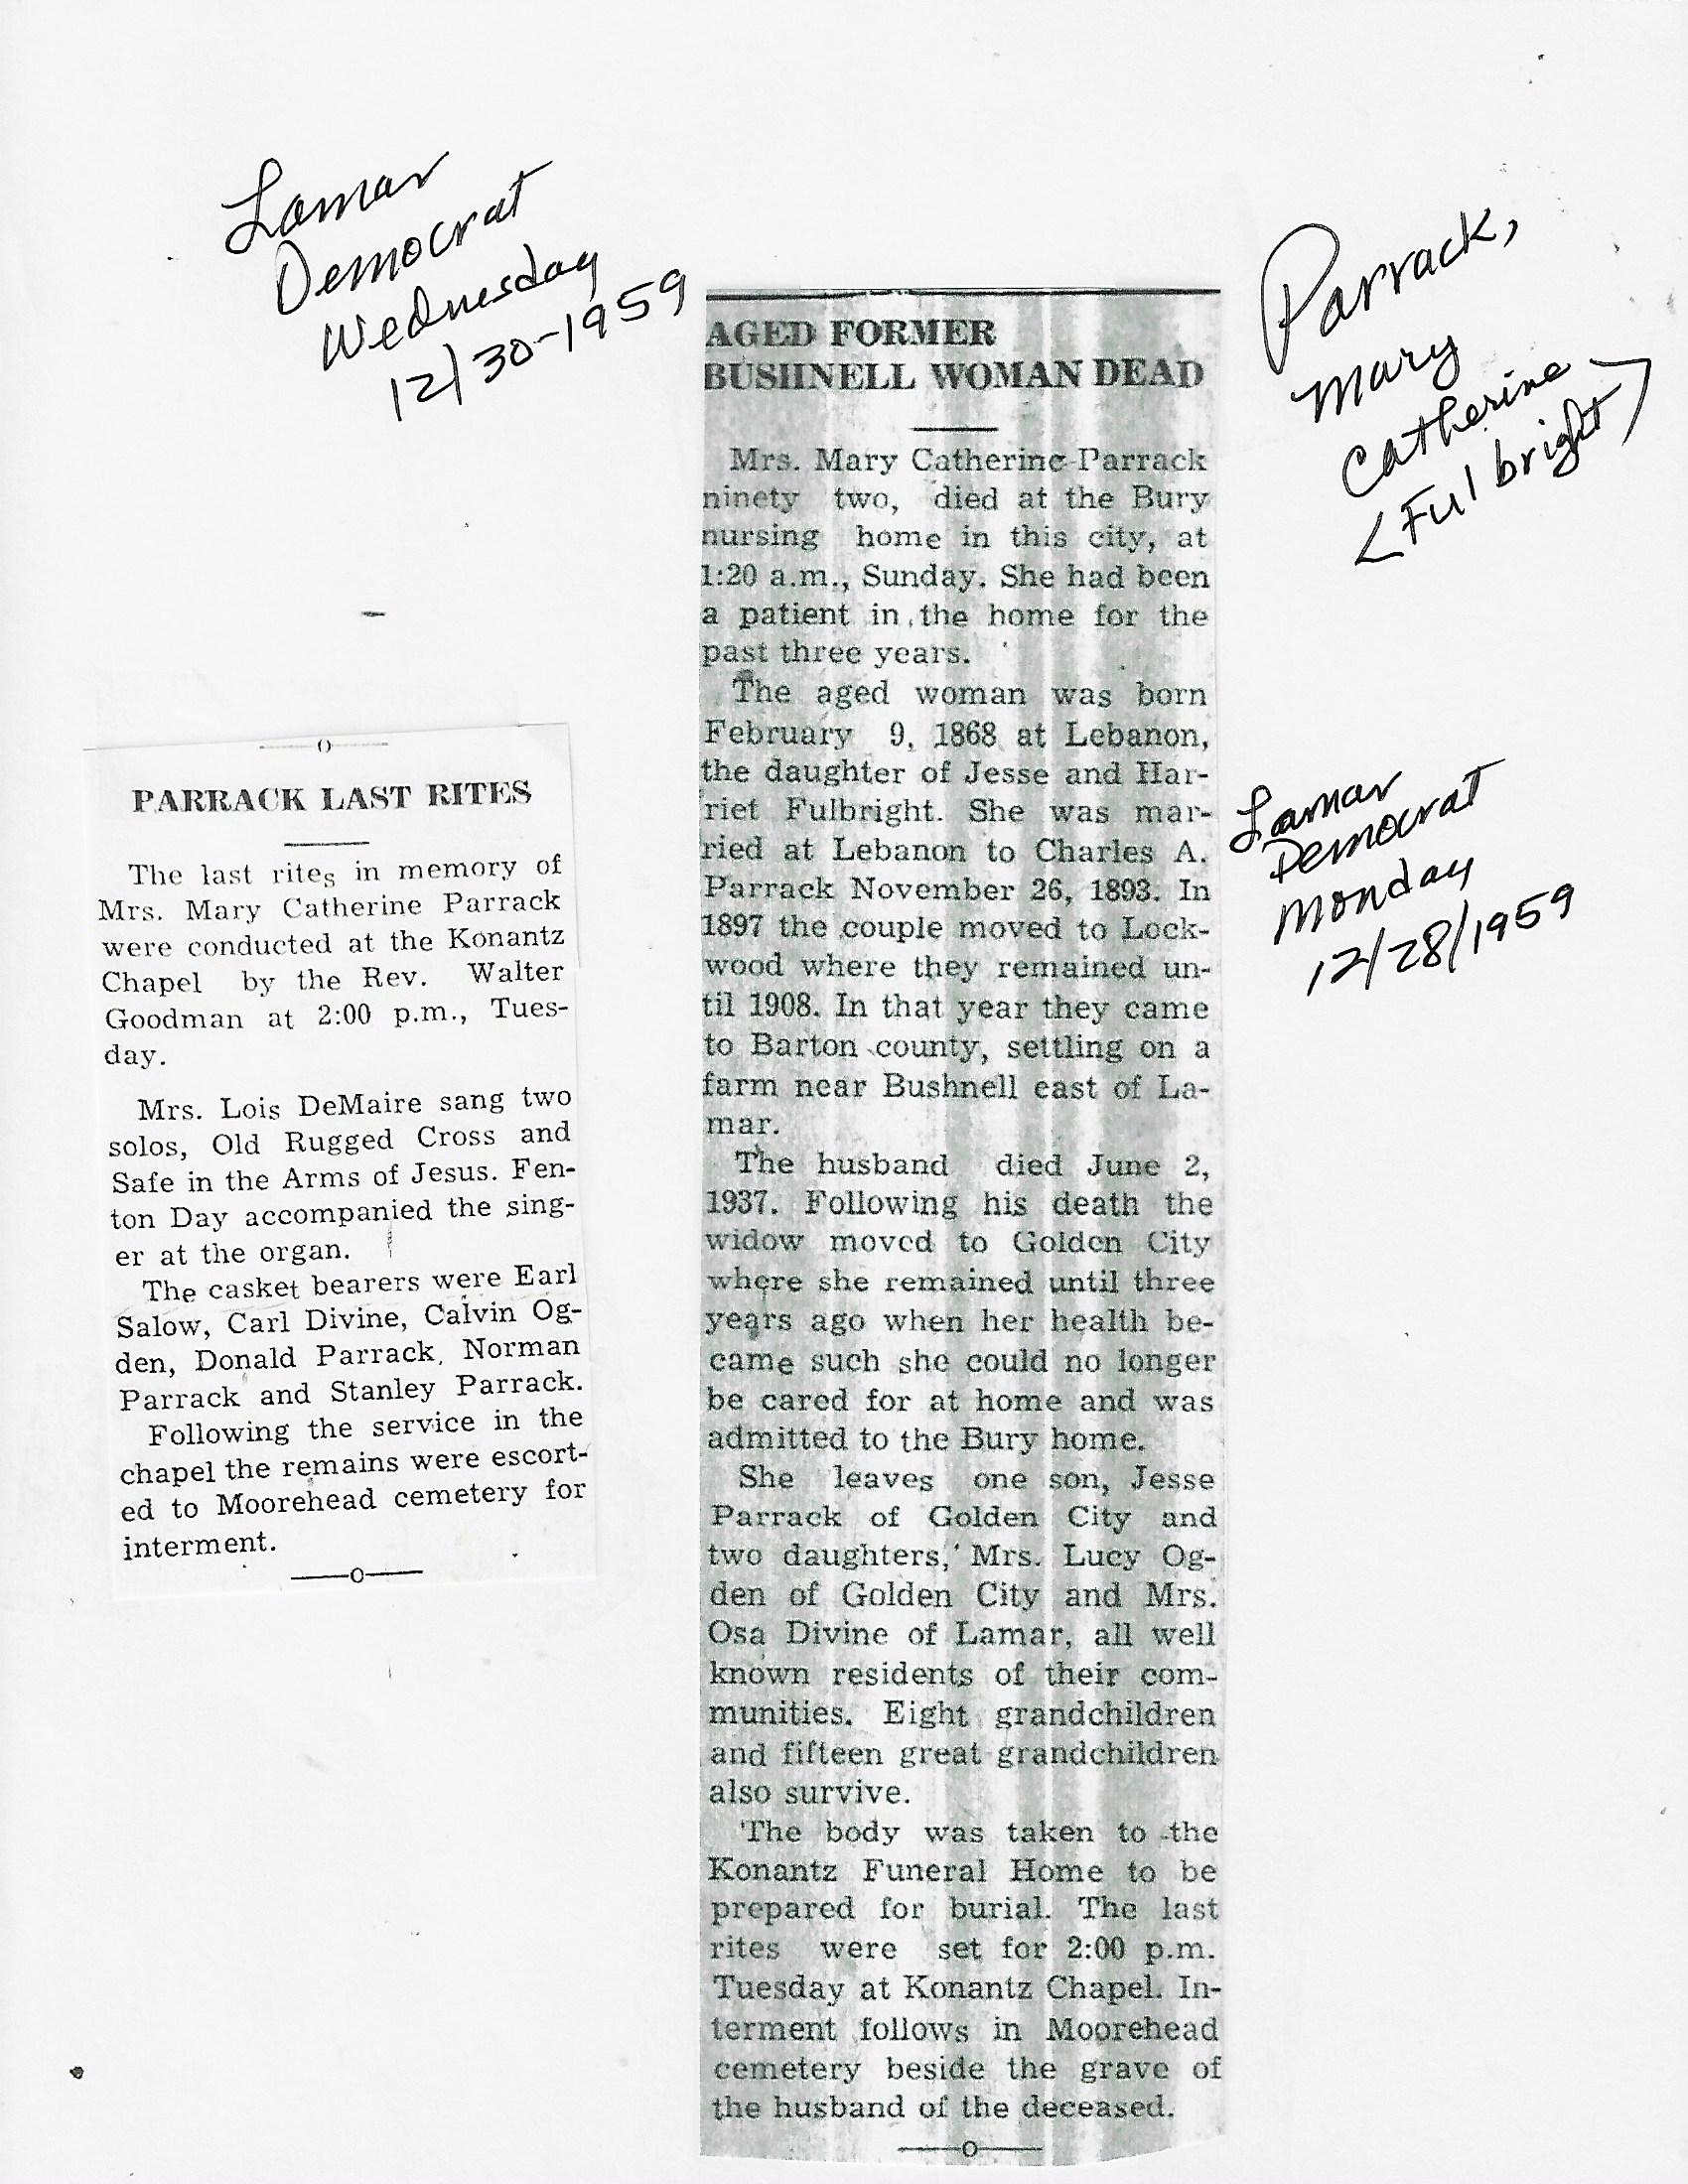 Lamar
Democrat
Wednesday
12/30-1959
Parrack,
Mary
Catherine
<Fulbright>
Lamar
Democrat
Monday
12/28/1959
PARRACK LAST RITES
The last rites in memory of
Mrs. Mary Catherine Parrack
were conducted at the Konantz
Chapel by the Rev. Walter
Goodman at 2:00 p.m., Tues-
day.
Mrs. Lois DeMaire sang two
solos, Old Rugged Cross and
Safe in the Arms of Jesus. Fen-
ton Day accompanied the sing-
er at the organ.
The casket bearers were Earl
Salow, Carl Divine, Calvin Og-
den, Donald Parrack, Norman
Parrack and Stanley Parrack.
Following the service in the
chapel the remains were escort-
ed to Moorehead cemetery for
interment.
AGED FORMER
BUSHNELL WOMAN DEAD
Mrs. Mary Catherine Parrack
ninety two, died at the Bury
nursing home in this city, at
1:20 a.m., Sunday. She had been
a patient in the home for the
past three years.
The aged woman was born
February 9, 1868 at Lebanon,
the daughter of Jesse and Har-
riet Fulbright. She was mar-
ried at Lebanon to Charles A.
Parrack November 26, 1893. In
1897 the couple moved to Lock-
wood where they remained un-
til 1908. In that year they came
to Barton county, settling on a
farm near Bushnell east of La-
mar.
The husband died June 2,
1937. Following his death the
widow moved to Golden City
where she remained until three
years ago when her health be-
came such she could no longer
be cared for at home and was
admitted to the Bury home.
She leaves one son, Jesse
Parrack of Golden City and
two daughters, Mrs. Lucy Og-
den of Golden City and Mrs.
Osa Divine of Lamar, all well
known residents of their com-
munities. Eight grandchildren
and fifteen great grandchildren
also survive.
The body was taken to the
Konantz Funeral Home to be
prepared for burial. The last
rites were set for 2:00 p.m.
Tuesday at Konantz Chapel. In-
terment follows in Moorehead
cemetery beside the grave of
the husband of the deceased.